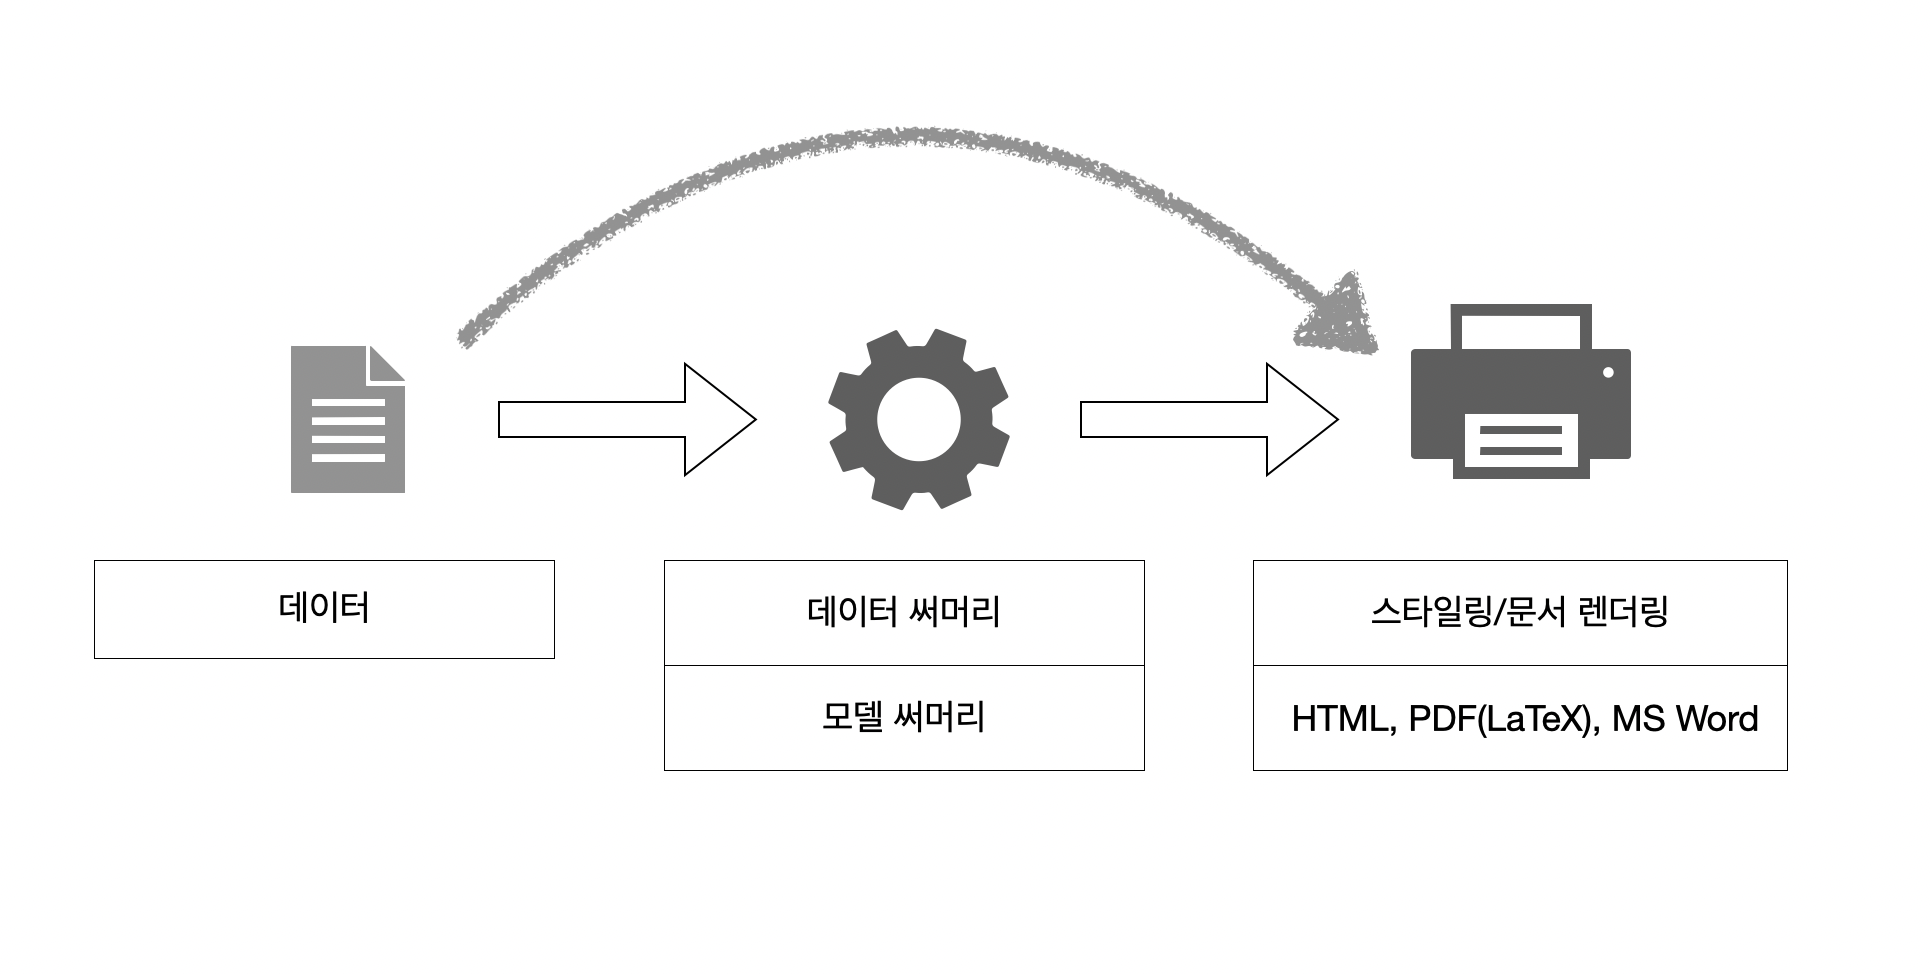 데이터
데이터 써머리
모델 써머리
스타일링/문서 렌더링
HTML, PDF(LaTeX), MS Word